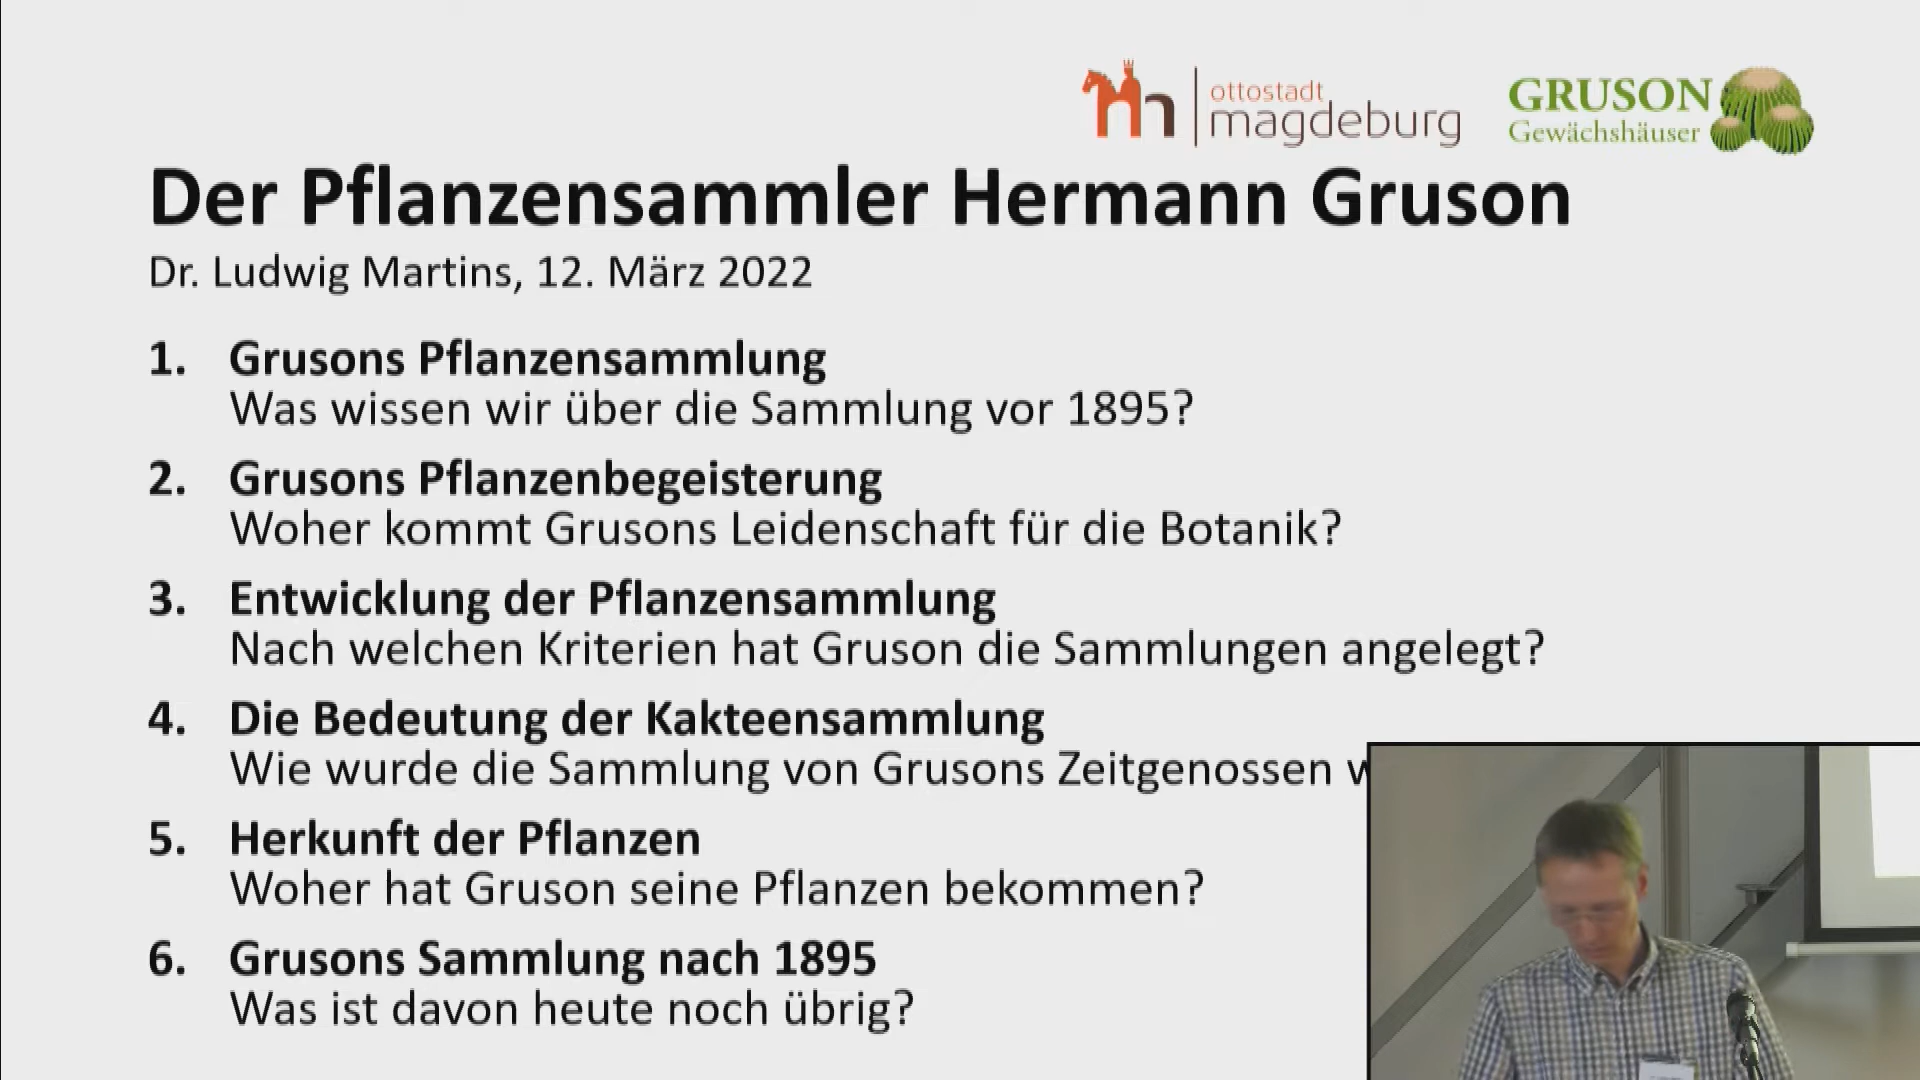 ottostadt
magdeburg
GRUSON
Gewächshäuser
Der Pflanzensammler Hermann Gruson
Dr. Ludwig Martins, 12. März 2022
1. Grusons Pflanzensammlung
Was wissen wir über die Sammlung vor 1895?
2. Grusons Pflanzenbegeisterung
Woher kommt Grusons Leidenschaft für die Botanik?
3. Entwicklung der Pflanzensammlung
Nach welchen Kriterien hat Gruson die Sammlungen angelegt?
4. Die Bedeutung der Kakteensammlung
Wie wurde die Sammlung von Grusons Zeitgenossen
5. Herkunft der Pflanzen
Woher hat Gruson seine Pflanzen bekommen?
6. Grusons Sammlung nach 1895
Was ist davon heute noch übrig?